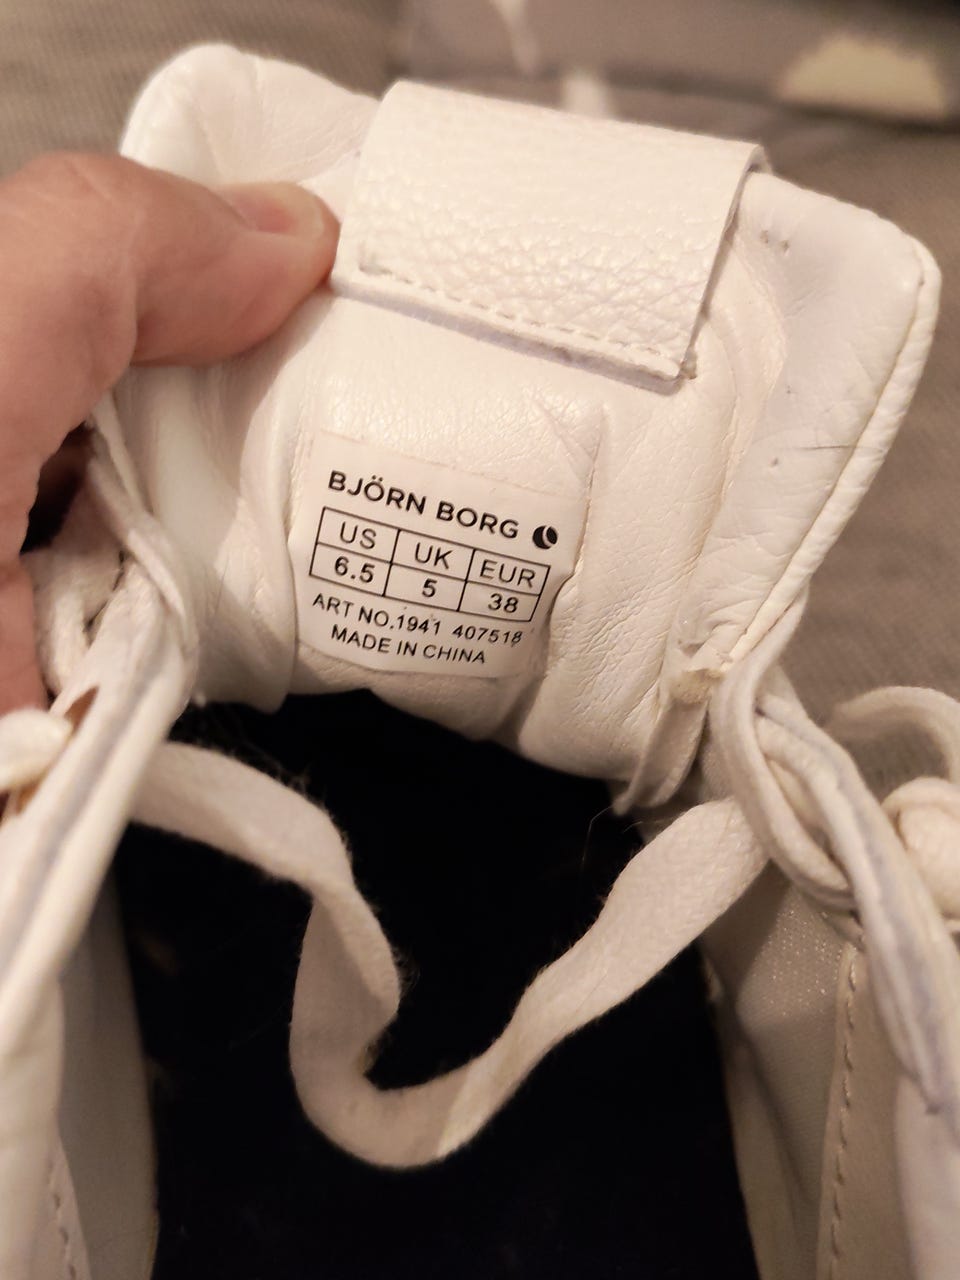 BJÖRN BORG
US UK EUR
6.5 5 38
ART NO.1941 407518
MADE IN CHINA